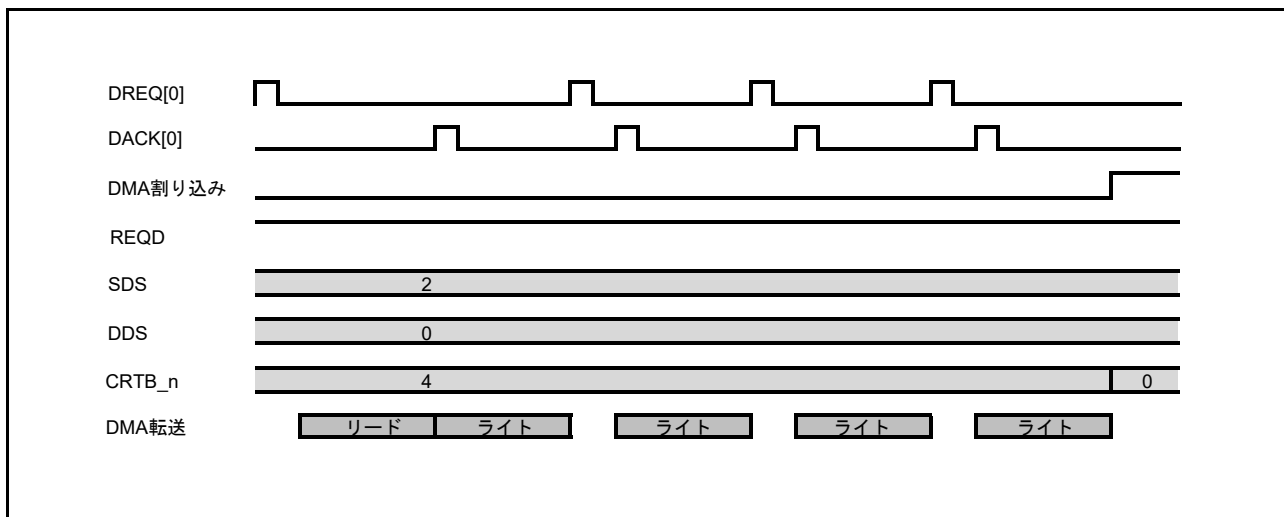 DREQ[0]
DACK[0]
DMA割り込み
REQD
SDS 2
DDS 0
CRTB_n 4 0
DMA転送 リード ライト ライト ライト ライト